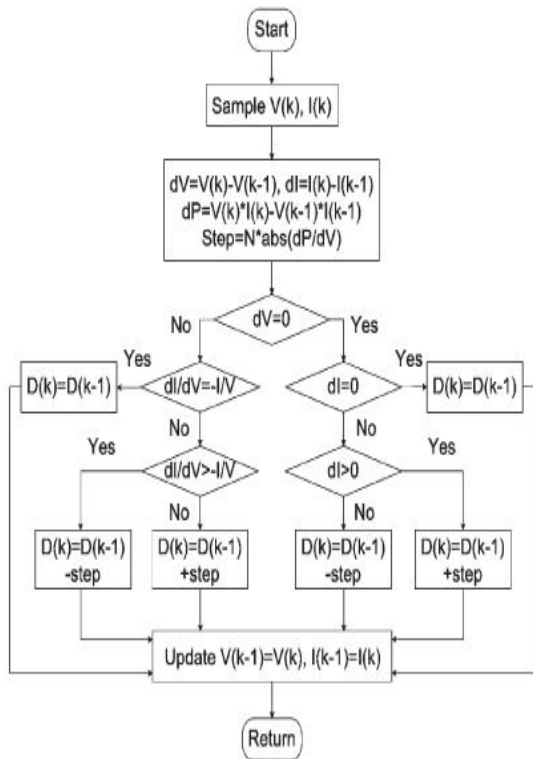 Start
Sample V(k), I(k)
dV=V(k)-V(k-1), dI=I(k)-I(k-1)
dP=V(k)*I(k)-V(k-1)*I(k-1)
Step=N*abs(dP/dV)
dV=0
No
Yes
Yes
dI/dV=-I/V
D(k)=D(k-1)
No
Yes
dI/dV>-I/V
No
D(k)=D(k-1)
-step
D(k)=D(k-1)
+step
dI=0
Yes
D(k)=D(k-1)
No
dI>0
Yes
No
D(k)=D(k-1)
-step
D(k)=D(k-1)
+step
Update V(k-1)=V(k), I(k-1)=I(k)
Return